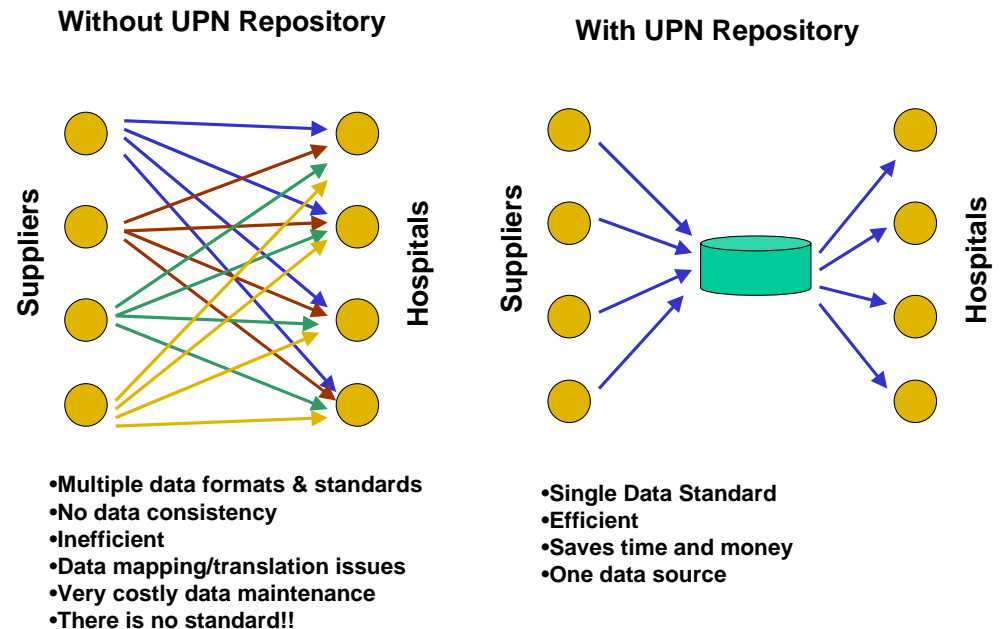 Without UPN Repository
Suppliers
Hospitals
•Multiple data formats & standards
•No data consistency
•Inefficient
•Data mapping/translation issues
•Very costly data maintenance
•There is no standard!!
With UPN Repository
Suppliers
Hospitals
•Single Data Standard
•Efficient
•Saves time and money
•One data source